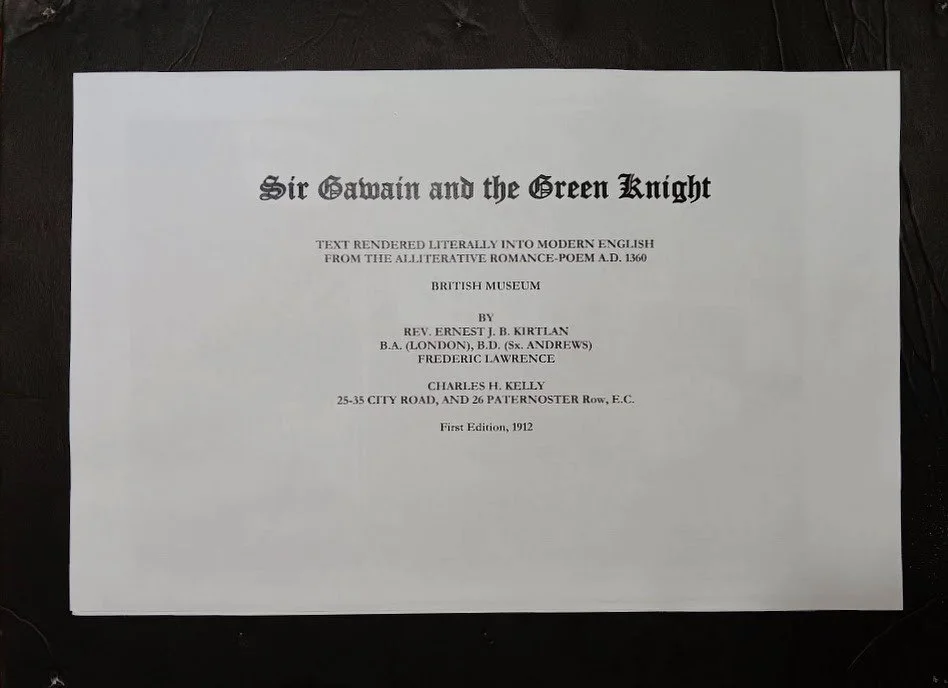 Sir Gawain and the Green Knight
TEXT RENDERED LITERALLY INTO MODERN ENGLISH
FROM THE ALLITERATIVE ROMANCE-POEM A.D. 1360
BRITISH MUSEUM
BY
REV. ERNEST J. B. KIRTLAN
B.A. (LONDON), B.D. (Sx. ANDREWS)
FREDERIC LAWRENCE
CHARLES H. KELLY
25-35 CITY ROAD, AND 26 PATERNOSTER Row, E.C.
First Edition, 1912